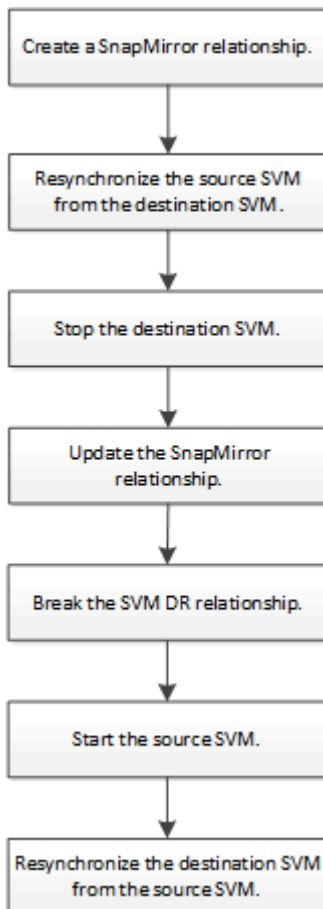 Create a SnapMirror relationship.
Resynchronize the source SVM
from the destination SVM.
Stop the destination SVM.
Update the SnapMirror
relationship.
Break the SVM DR relationship.
Start the source SVM.
Resynchronize the destination SVM
from the source SVM.